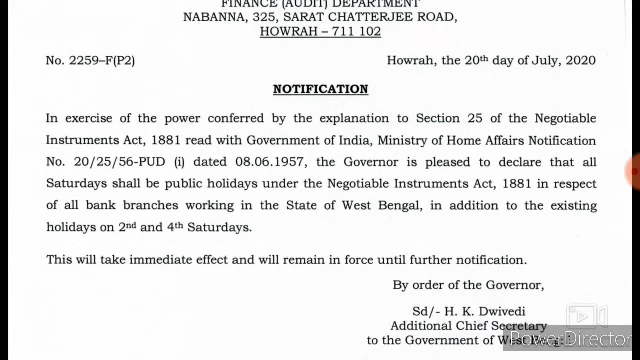 FINANCE (AUDIT) DEPARTMENT
NABANNA, 325, SARAT CHATTERJEE ROAD,
HOWRAH – 711 102
No. 2259–F(P2) Howrah, the 20th day of July, 2020
NOTIFICATION
In exercise of the power conferred by the explanation to Section 25 of the Negotiable
Instruments Act, 1881 read with Government of India, Ministry of Home Affairs Notification
No. 20/25/56-PUD (i) dated 08.06.1957, the Governor is pleased to declare that all
Saturdays shall be public holidays under the Negotiable Instruments Act, 1881 in respect
of all bank branches working in the State of West Bengal, in addition to the existing
holidays on 2nd and 4th Saturdays.
This will take immediate effect and will remain in force until further notification.
By order of the Governor,
Sd/- H. K. Dwivedi
Additional Chief Secretary
to the Government of West Bengal
PowerDirector